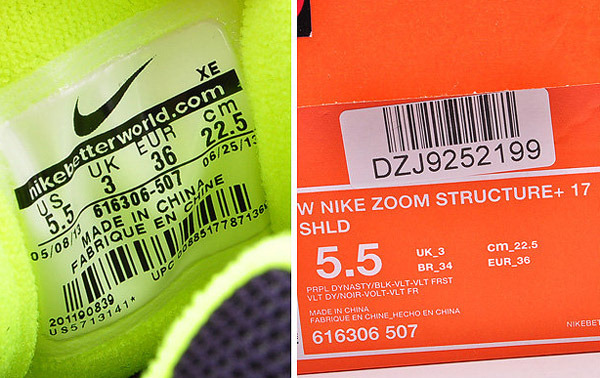 XE
nikebetterworld.com
US UK EUR cm
5.5 3 36 22.5
05/08/13 616306-507 06/25/13
MADE IN CHINA
FABRIQUE EN CHINE
UPC
201190839
US5713141*
DZJ9252199
W NIKE ZOOM STRUCTURE+ 17
SHLD
5.5 UK_3 cm_22.5
BR_34 EUR_36
PRPL DYNASTY/BLK-VLT-VLT FRST
VLT DY/NOIR-VOLT-VLT FR
MADE IN CHINA
FABRIQUE EN CHINE_HECHO EN CHINA
616306 507
NIKEBE